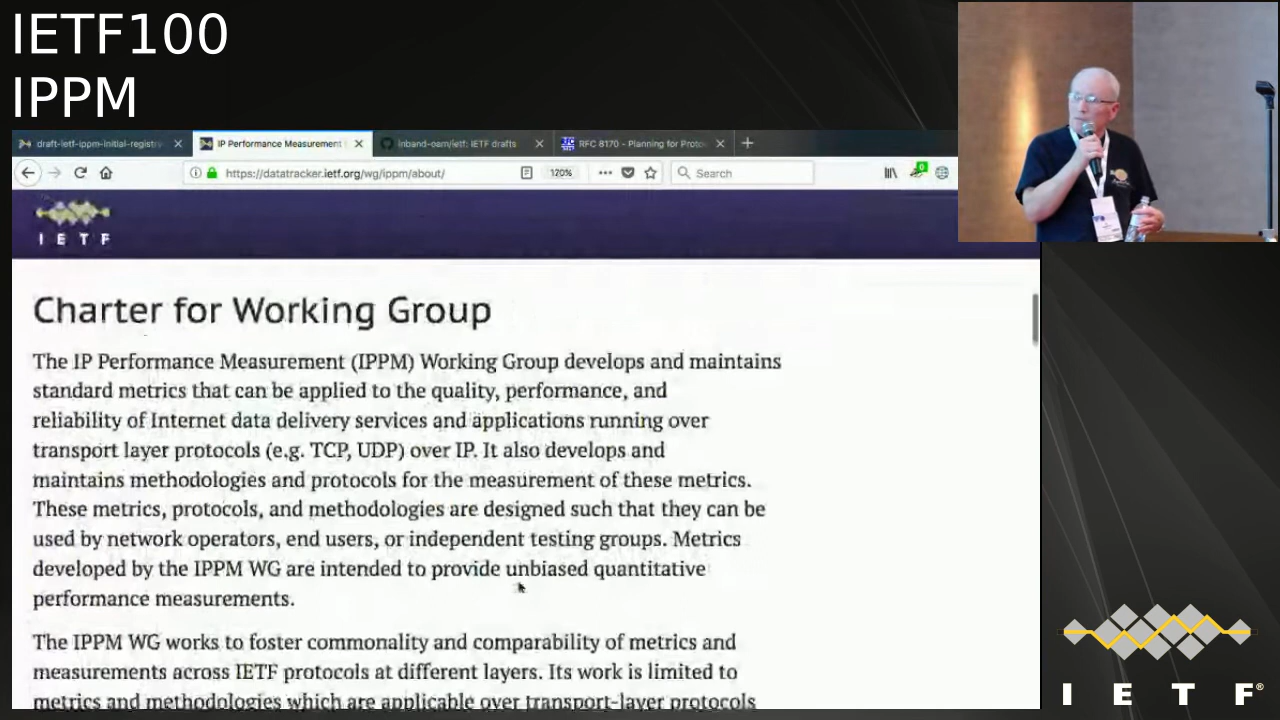 IETF100
IPPM
draft-ietf-ippm-initial-registry
IP Performance Measurement
inband-oam/ietf: IETF drafts
RFC 8170 - Planning for Proto
https://datatracker.ietf.org/wg/ippm/about/
120%
Search
0
I E T F
Charter for Working Group
The IP Performance Measurement (IPPM) Working Group develops and maintains
standard metrics that can be applied to the quality, performance, and
reliability of Internet data delivery services and applications running over
transport layer protocols (e.g. TCP, UDP) over IP. It also develops and
maintains methodologies and protocols for the measurement of these metrics.
These metrics, protocols, and methodologies are designed such that they can be
used by network operators, end users, or independent testing groups. Metrics
developed by the IPPM WG are intended to provide unbiased quantitative
performance measurements.
The IPPM WG works to foster commonality and comparability of metrics and
measurements across IETF protocols at different layers. Its work is limited to
metrics and methodologies which are applicable over transport-layer protocols
I E T F®